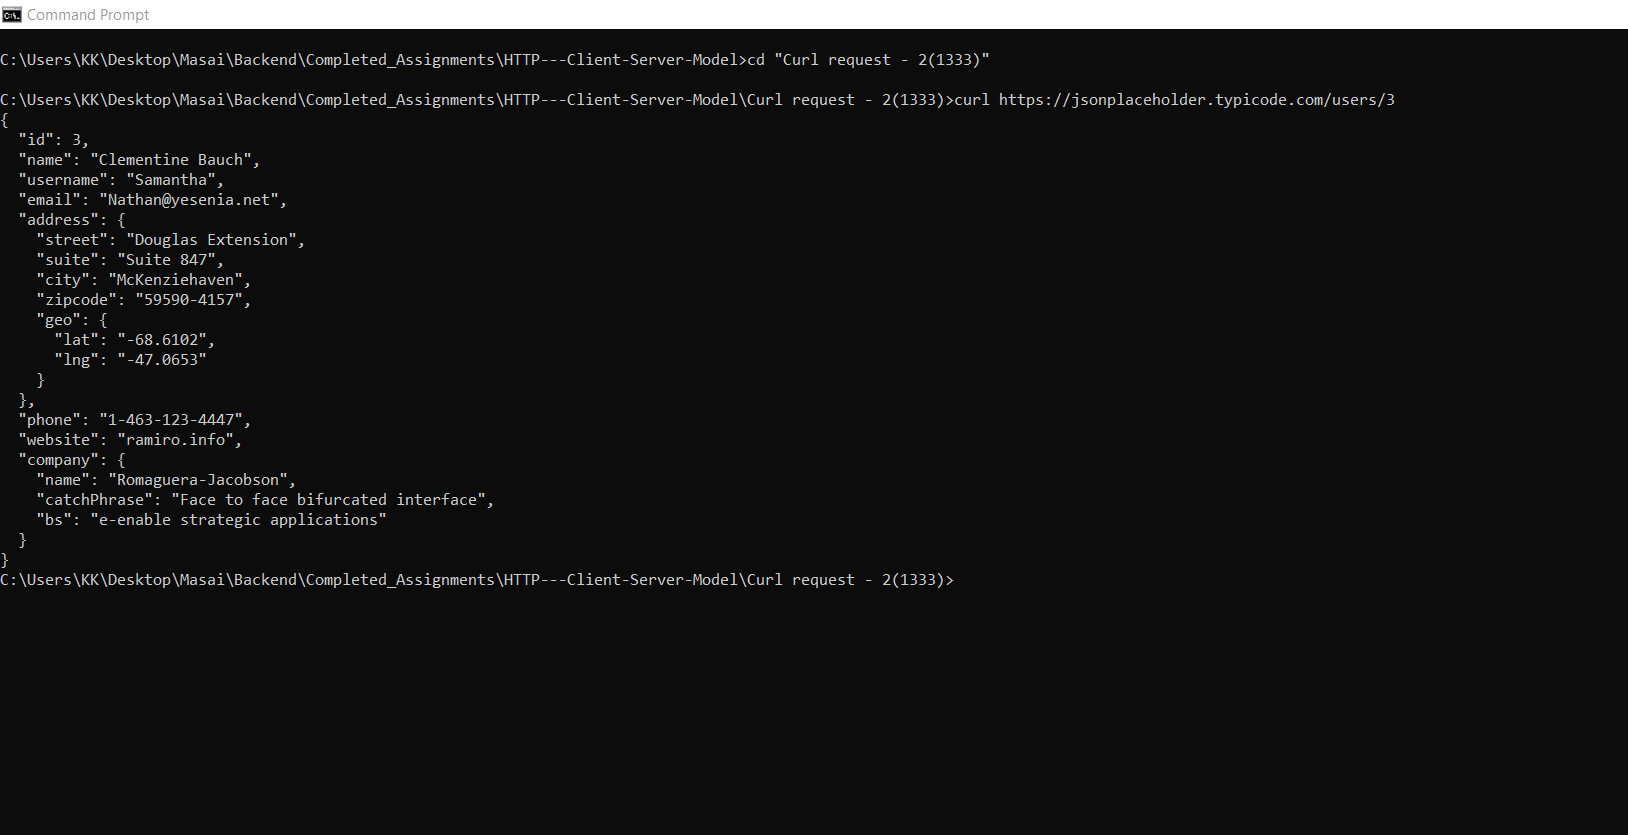 Command Prompt
C:\Users\KK\Desktop\Masai\Backend\Completed_Assignments\HTTP---Client-Server-Model>cd "Curl request - 2(1333)"
C:\Users\KK\Desktop\Masai\Backend\Completed_Assignments\HTTP---Client-Server-Model\Curl request - 2(1333)>curl https://jsonplaceholder.typicode.com/users/3
{
  "id": 3,
  "name": "Clementine Bauch",
  "username": "Samantha",
  "email": "Nathan@yesenia.net",
  "address": {
    "street": "Douglas Extension",
    "suite": "Suite 847",
    "city": "McKenziehaven",
    "zipcode": "59590-4157",
    "geo": {
      "lat": "-68.6102",
      "lng": "-47.0653"
    }
  },
  "phone": "1-463-123-4447",
  "website": "ramiro.info",
  "company": {
    "name": "Romaguera-Jacobson",
    "catchPhrase": "Face to face bifurcated interface",
    "bs": "e-enable strategic applications"
  }
}
C:\Users\KK\Desktop\Masai\Backend\Completed_Assignments\HTTP---Client-Server-Model\Curl request - 2(1333)>